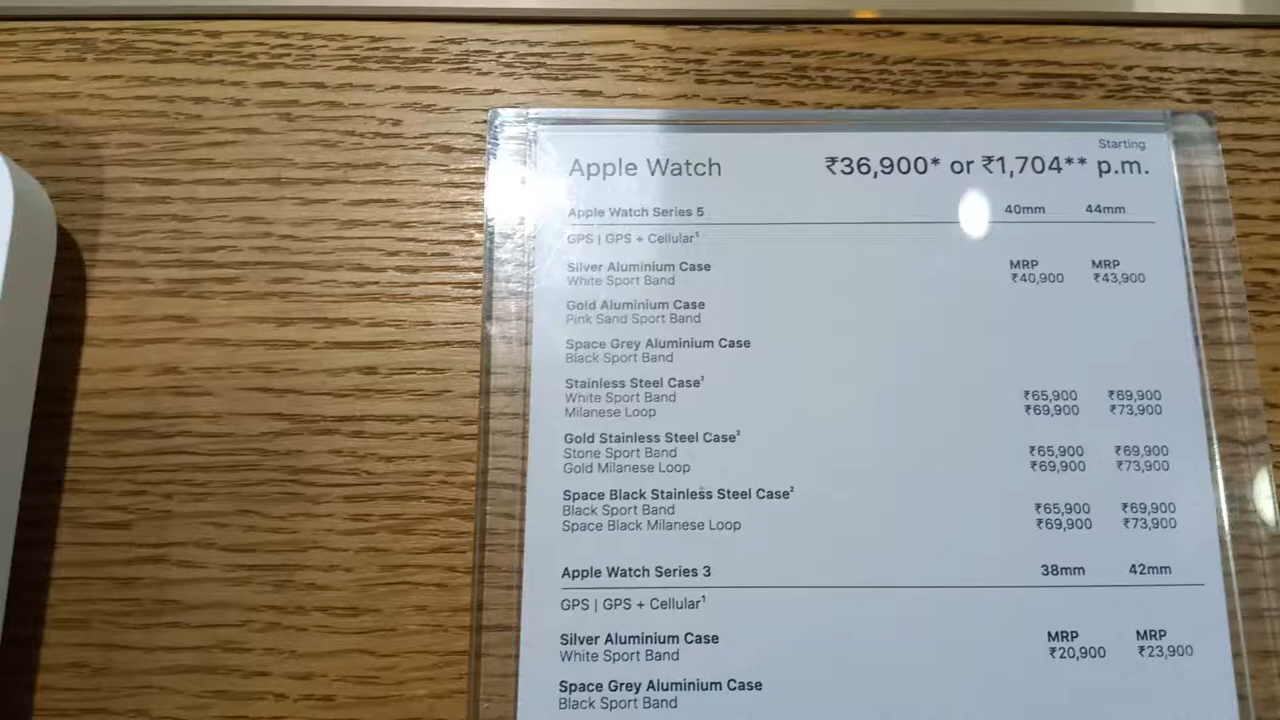 Starting
Apple Watch ₹36,900* or ₹1,704** p.m.
Apple Watch Series 5 40mm 44mm
GPS | GPS + Cellular¹
Silver Aluminium Case MRP MRP
White Sport Band ₹40,900 ₹43,900
Gold Aluminium Case
Pink Sand Sport Band
Space Grey Aluminium Case
Black Sport Band
Stainless Steel Case²
White Sport Band ₹65,900 ₹69,900
Milanese Loop ₹69,900 ₹73,900
Gold Stainless Steel Case²
Stone Sport Band ₹65,900 ₹69,900
Gold Milanese Loop ₹69,900 ₹73,900
Space Black Stainless Steel Case²
Black Sport Band ₹65,900 ₹69,900
Space Black Milanese Loop ₹69,900 ₹73,900
Apple Watch Series 3 38mm 42mm
GPS | GPS + Cellular¹
Silver Aluminium Case MRP MRP
White Sport Band ₹20,900 ₹23,900
Space Grey Aluminium Case
Black Sport Band